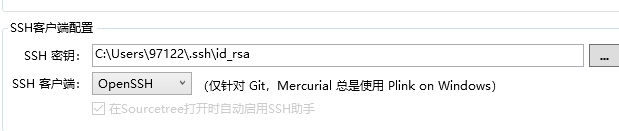 SSH客户端配置
SSH 密钥： C:\Users\97122\.ssh\id_rsa ...
SSH 客户端： OpenSSH （仅针对 Git，Mercurial 总是使用 Plink on Windows）
在Sourcetree打开时自动启用SSH助手